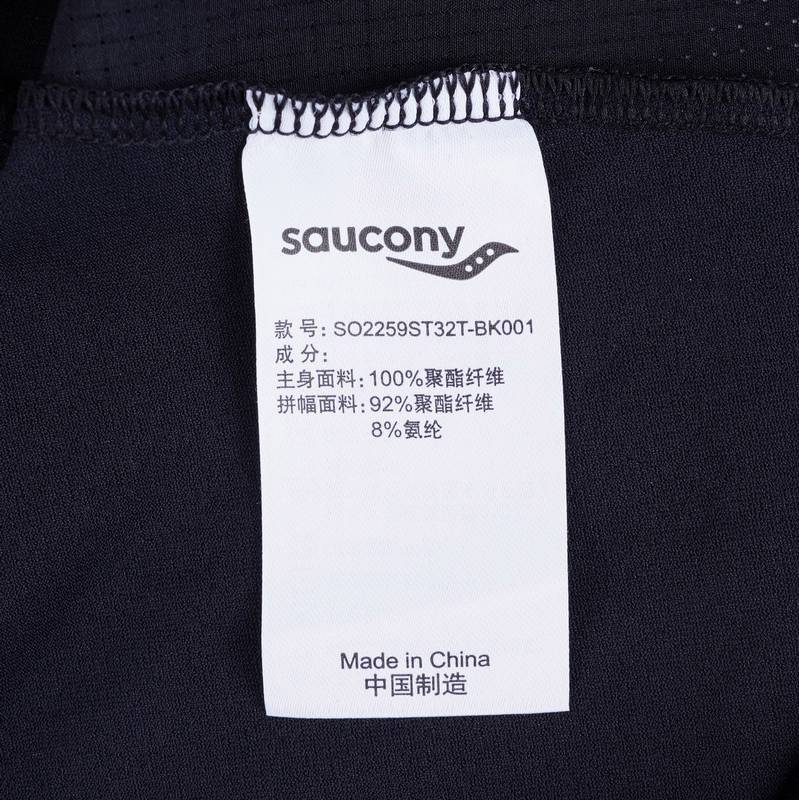 saucony
款号: SO2259ST32T-BK001
成分:
主身面料: 100%聚酯纤维
拼幅面料: 92%聚酯纤维
8%氨纶
Made in China
中国制造